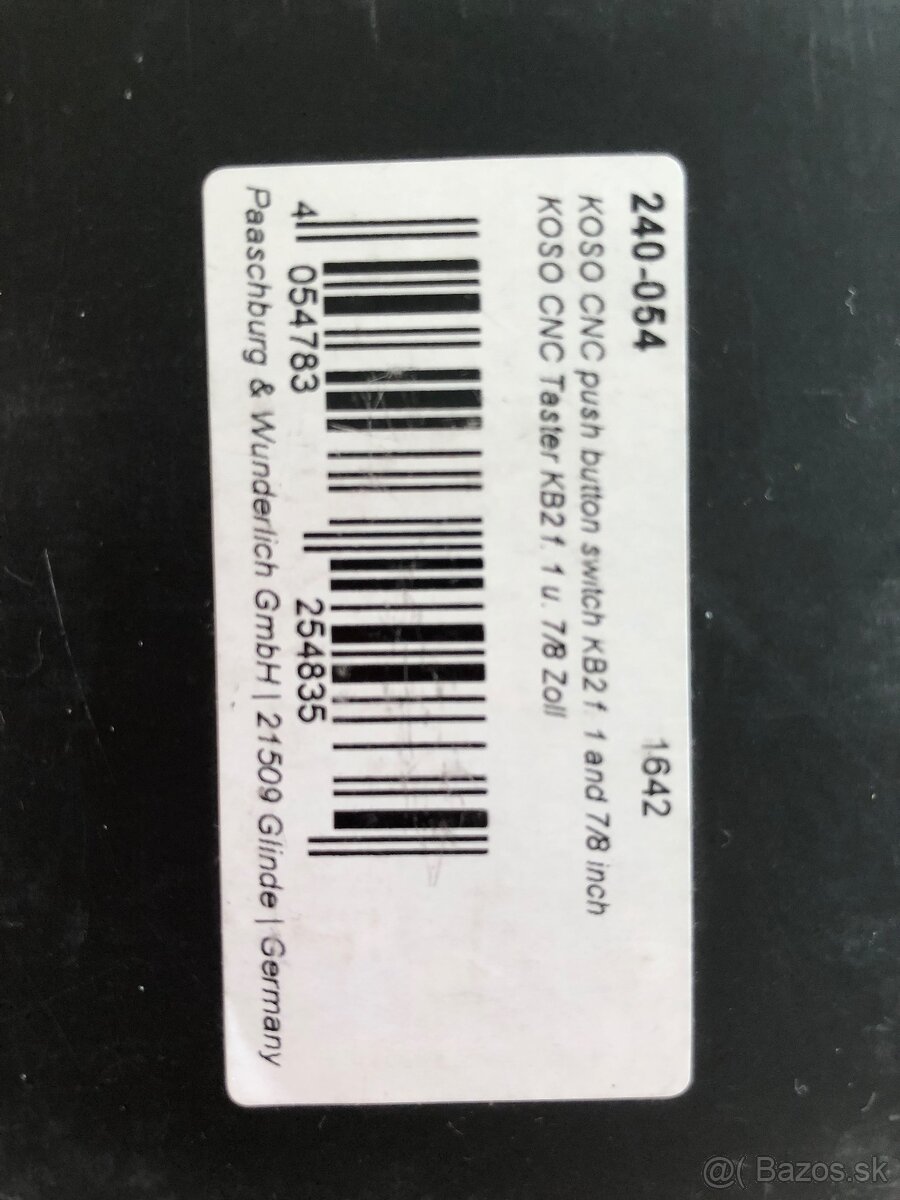 240-054 1642
KOSO CNC push button switch KB2 f. 1 and 7/8 inch
KOSO CNC Taster KB2 f. 1 u. 7/8 Zoll
4 054783 254835
Paaschburg & Wunderlich GmbH | 21509 Glinde | Germany
@( Bazos.sk